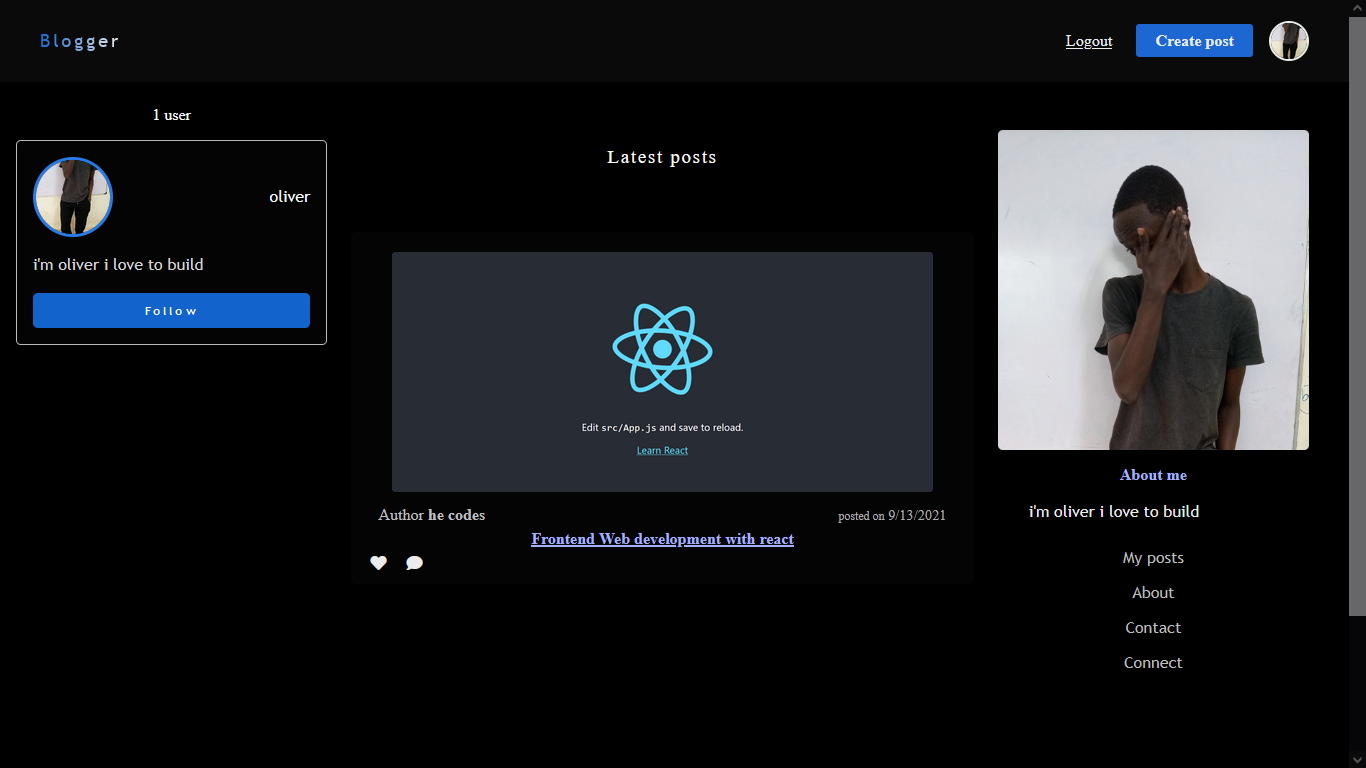 Blogger
Logout
Create post
1 user
oliver
i'm oliver i love to build
Follow
Latest posts
Edit src/App.js and save to reload.
Learn React
Author he codes
posted on 9/13/2021
Frontend Web development with react
About me
i'm oliver i love to build
My posts
About
Contact
Connect